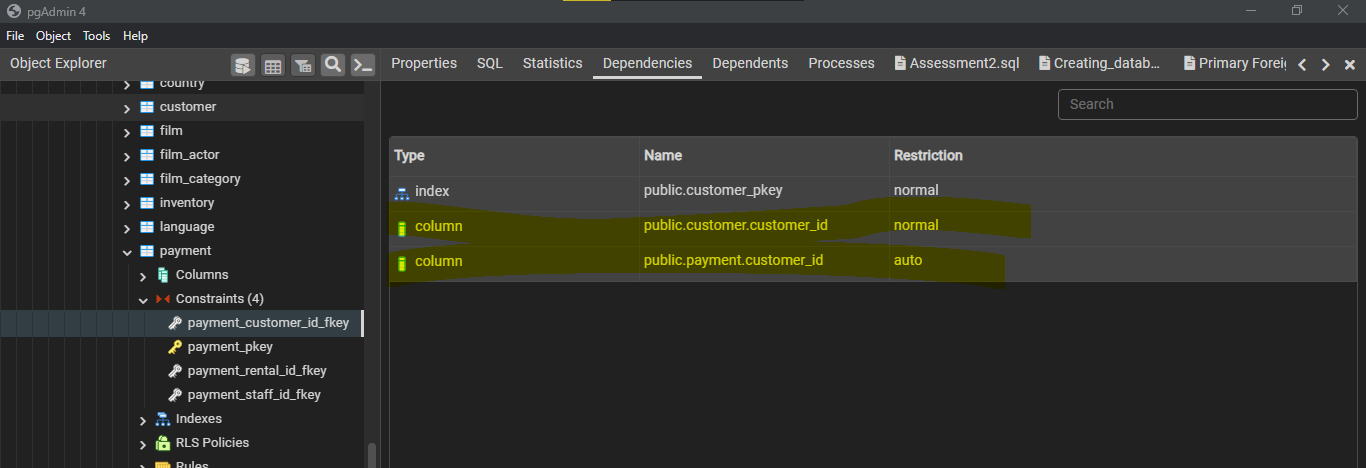 pgAdmin 4
File Object Tools Help
Object Explorer
Properties SQL Statistics Dependencies Dependents Processes Assessment2.sql Creating_datab... Primary Foreig
country
customer
film
film_actor
film_category
inventory
language
payment
Columns
Constraints (4)
payment_customer_id_fkey
payment_pkey
payment_rental_id_fkey
payment_staff_id_fkey
Indexes
RLS Policies
Rules
Search
Type Name Restriction
index public.customer_pkey normal
column public.customer.customer_id normal
column public.payment.customer_id auto